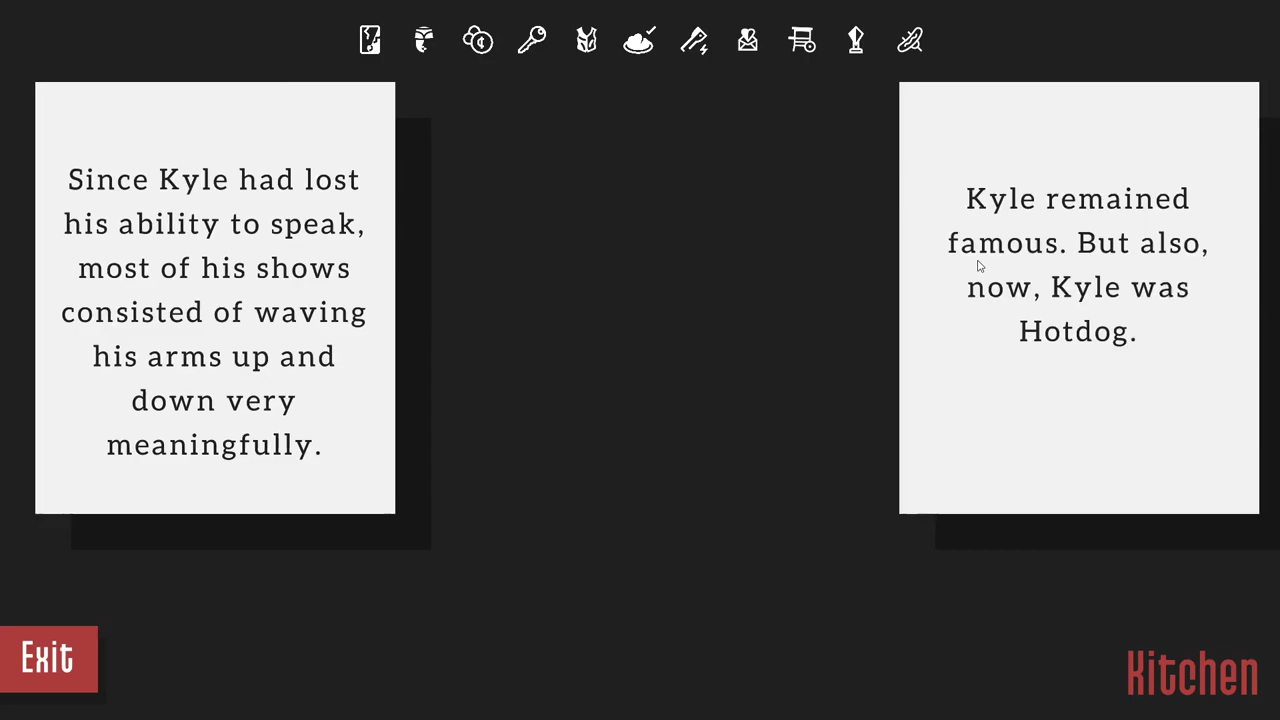 Since Kyle had lost
his ability to speak,
most of his shows
consisted of waving
his arms up and
down very
meaningfully.
Kyle remained
famous. But also,
now, Kyle was
Hotdog.
Exit
Kitchen